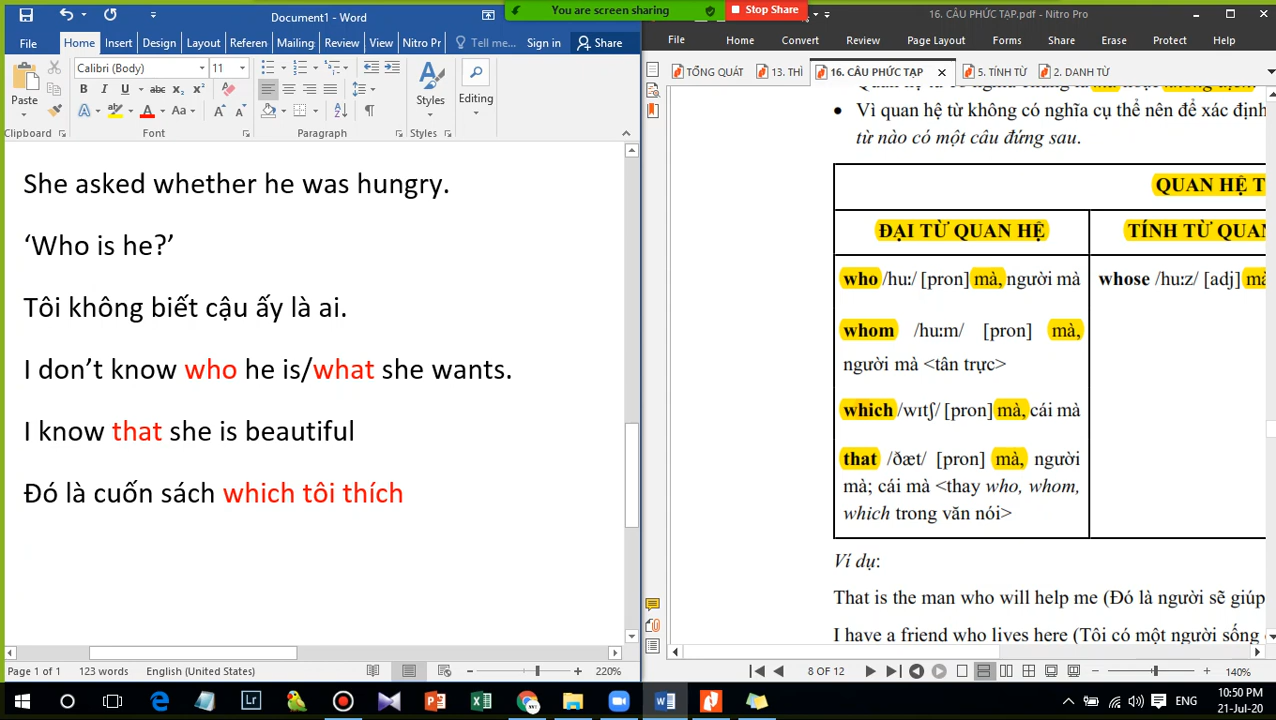 Document1 - Word
You are screen sharing
Stop Share
16. CÂU PHỨC TẠP.pdf - Nitro Pro
File Home Insert Design Layout Referen Mailing Review View Nitro Pr Tell me... Sign in Share
File Home Convert Review Page Layout Forms Share Erase Protect Help
Calibri (Body) 11
Paste
Styles
Editing
Clipboard Font Paragraph Styles
TỔNG QUÁT 13. THÌ 16. CÂU PHỨC TẠP 5. TÍNH TỪ 2. DANH TỪ
She asked whether he was hungry.
‘Who is he?’
Tôi không biết cậu ấy là ai.
I don’t know who he is/what she wants.
I know that she is beautiful
Đó là cuốn sách which tôi thích
• Vì quan hệ từ không có nghĩa cụ thể nên để xác định
từ nào có một câu đứng sau.
QUAN HỆ T
ĐẠI TỪ QUAN HỆ
TÍNH TỪ QUAN
who /huː/ [pron] mà, người mà
whose /huːz/ [adj] mà
whom /huːm/ [pron] mà,
người mà <tân trực>
which /wɪtʃ/ [pron] mà, cái mà
that /ðæt/ [pron] mà, người
mà; cái mà <thay who, whom,
which trong văn nói>
Ví dụ:
That is the man who will help me (Đó là người sẽ giúp
I have a friend who lives here (Tôi có một người sống
Page 1 of 1 123 words English (United States) 220%
8 OF 12 140%
ENG
10:50 PM
21-Jul-20